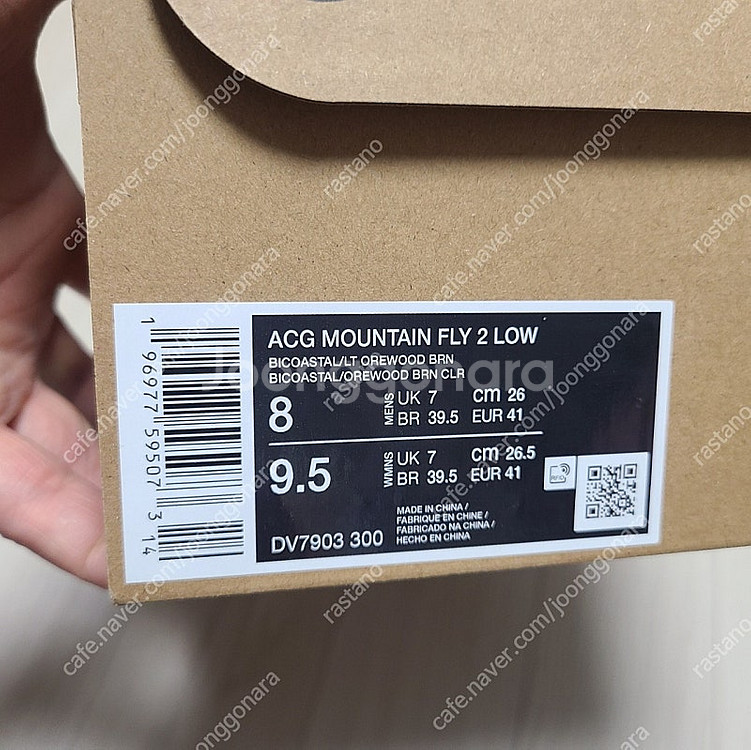 ACG MOUNTAIN FLY 2 LOW
BICOASTAL/LT OREWOOD BRN
BICOASTAL/OREWOOD BRN CLR
8 MENS UK 7 cm 26
BR 39.5 EUR 41
9.5 WMNS UK 7 cm 26.5
BR 39.5 EUR 41
MADE IN CHINA /
FABRIQUE EN CHINE /
FABRICADO NA CHINA /
HECHO EN CHINA
DV7903 300
RFID
1 96977 59507 3 14
Joonggonara
cafe.naver.com/joonggonara
rastano